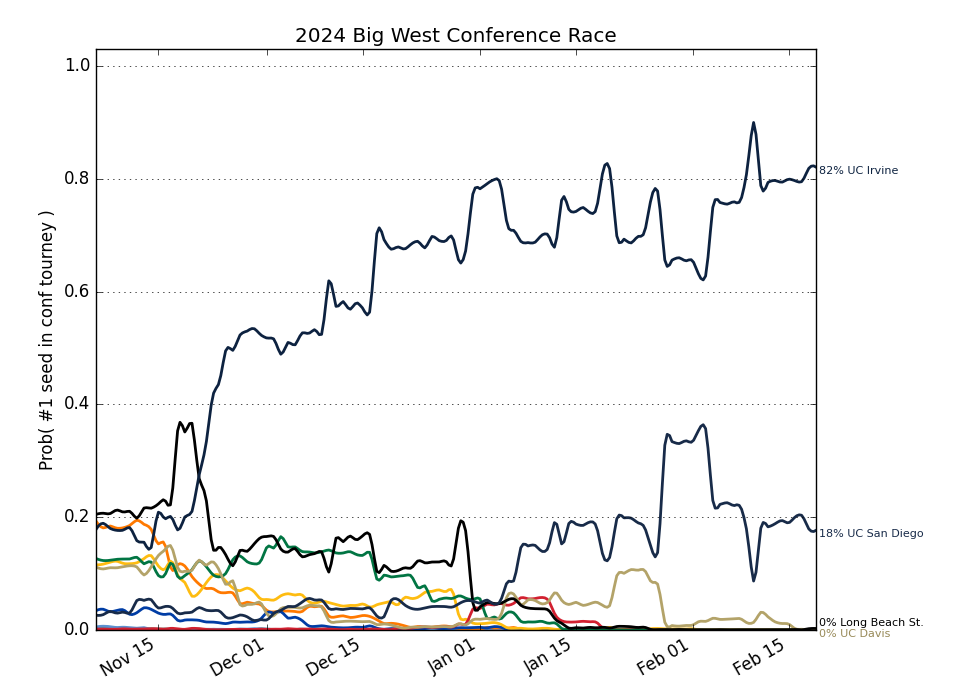 2024 Big West Conference Race
Prob( #1 seed in conf tourney )
1.0
0.8
0.6
0.4
0.2
0.0
82% UC Irvine
18% UC San Diego
0% Long Beach St.
0% UC Davis
Nov 15
Dec 01
Dec 15
Jan 01
Jan 15
Feb 01
Feb 15